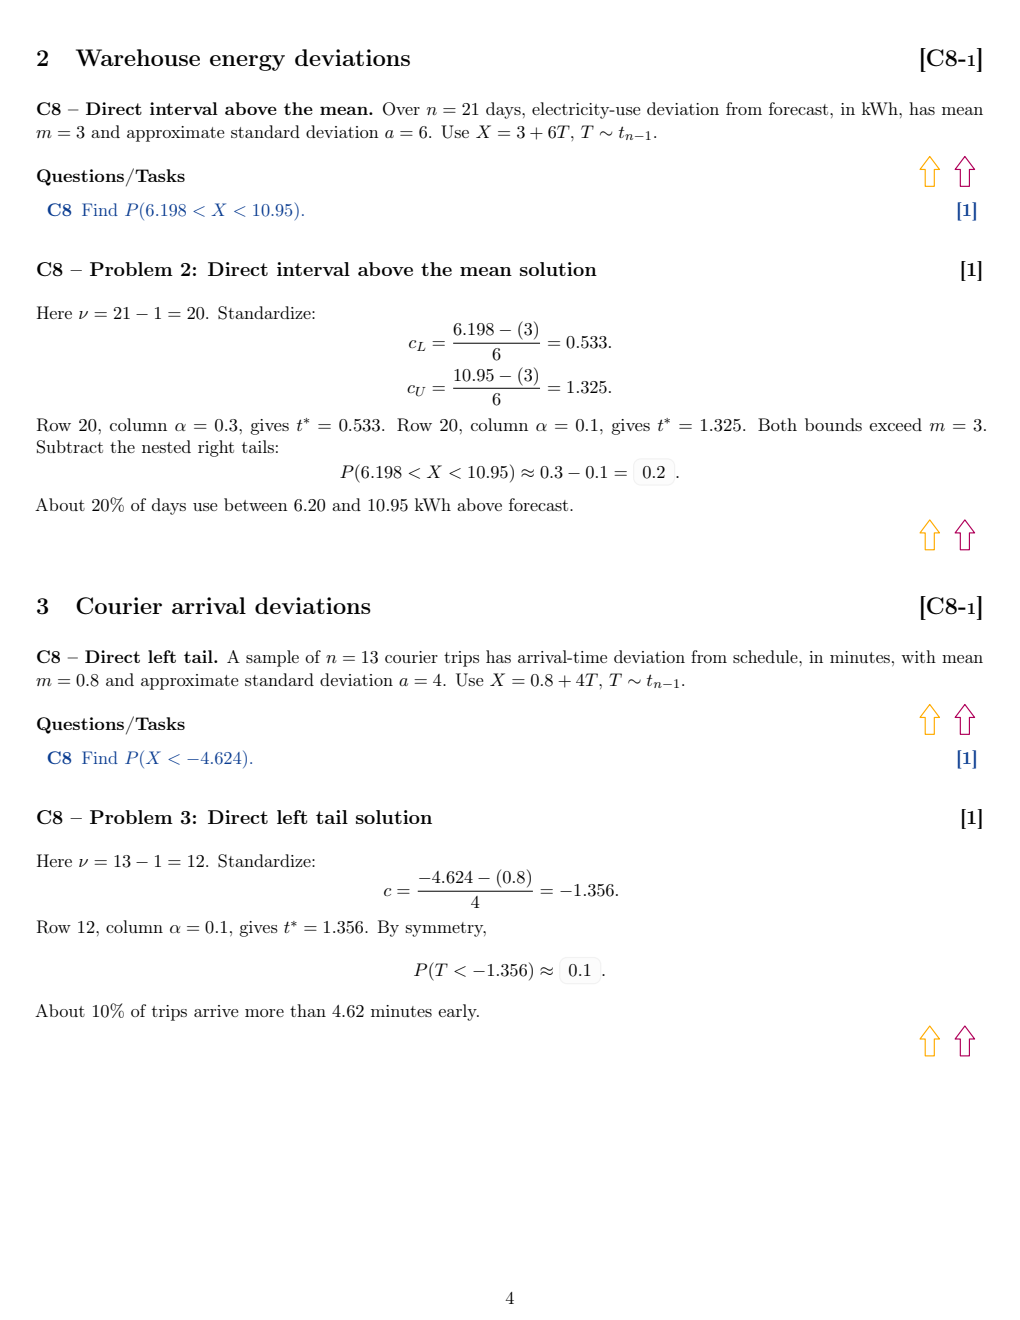 2 Warehouse energy deviations [C8-1]
C8 – Direct interval above the mean. Over n = 21 days, electricity-use deviation from forecast, in kWh, has mean
m = 3 and approximate standard deviation a = 6. Use X = 3 + 6T, T ∼ tₙ₋₁.
Questions/Tasks
C8 Find P(6.198 < X < 10.95). [1]
C8 – Problem 2: Direct interval above the mean solution [1]
Here ν = 21 − 1 = 20. Standardize:
c_L = (6.198 − (3))/6 = 0.533.
c_U = (10.95 − (3))/6 = 1.325.
Row 20, column α = 0.3, gives t* = 0.533. Row 20, column α = 0.1, gives t* = 1.325. Both bounds exceed m = 3.
Subtract the nested right tails:
P(6.198 < X < 10.95) ≈ 0.3 − 0.1 = 0.2 .
About 20% of days use between 6.20 and 10.95 kWh above forecast.
3 Courier arrival deviations [C8-1]
C8 – Direct left tail. A sample of n = 13 courier trips has arrival-time deviation from schedule, in minutes, with mean
m = 0.8 and approximate standard deviation a = 4. Use X = 0.8 + 4T, T ∼ tₙ₋₁.
Questions/Tasks
C8 Find P(X < −4.624). [1]
C8 – Problem 3: Direct left tail solution [1]
Here ν = 13 − 1 = 12. Standardize:
c = (−4.624 − (0.8))/4 = −1.356.
Row 12, column α = 0.1, gives t* = 1.356. By symmetry,
P(T < −1.356) ≈ 0.1 .
About 10% of trips arrive more than 4.62 minutes early.
4